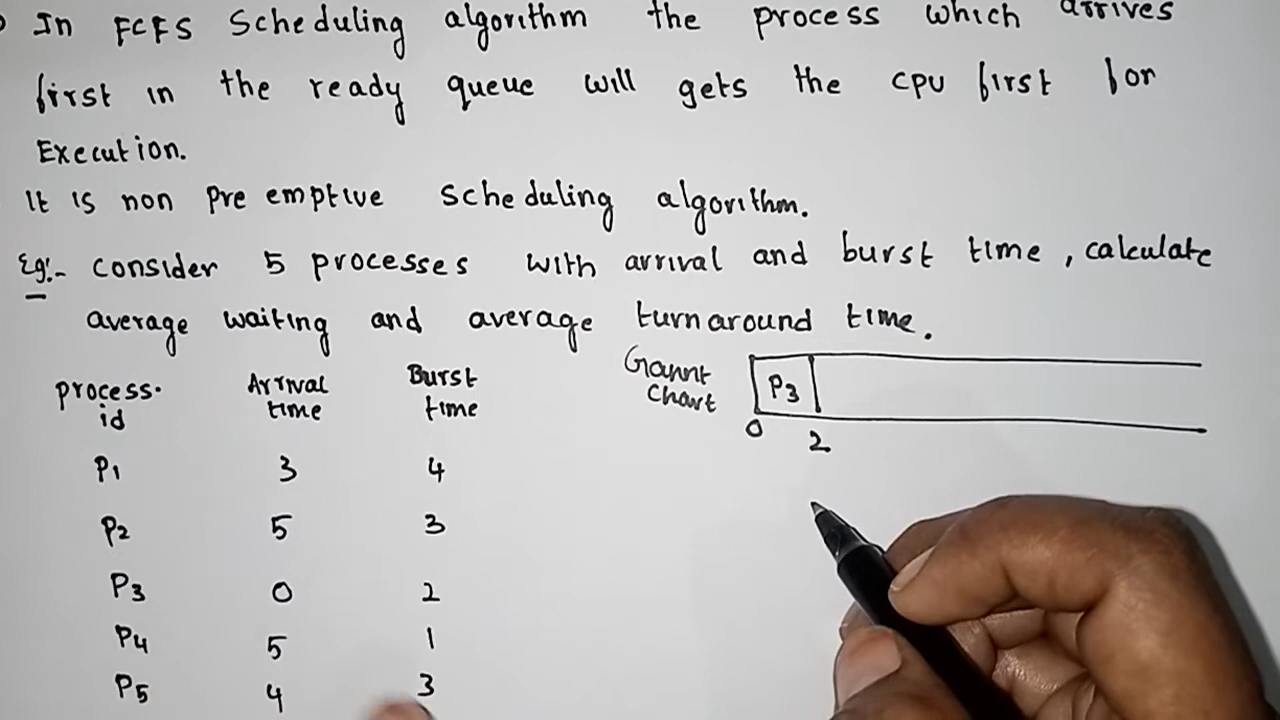 In FCFS Scheduling algorithm the process which arrives
first in the ready queue will gets the cpu first for
Execution.
It is non pre emptive scheduling algorithm.
Eg:- consider 5 processes with arrival and burst time, calculate
average waiting and average turnaround time.
process. id Arrival time Burst time
P1 3 4
P2 5 3
P3 0 2
P4 5 1
P5 4 3
Gannt
chart
P3
0 2